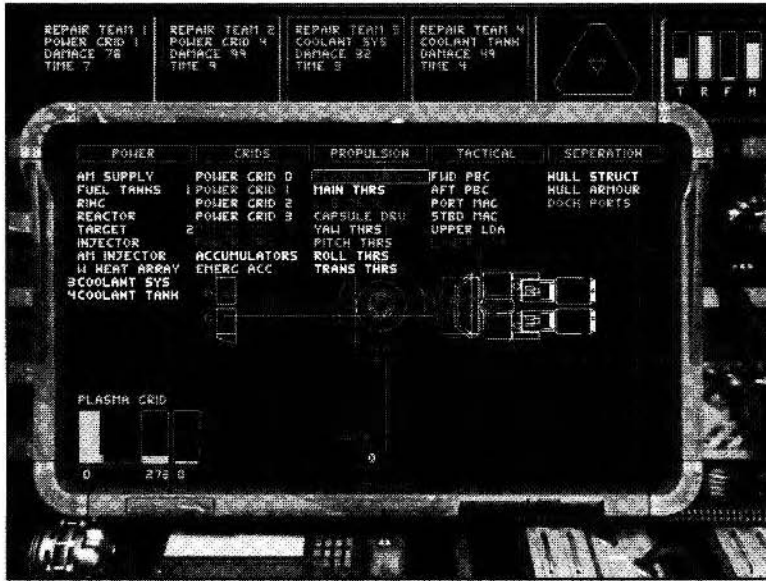 REPAIR TEAM 1
POWER GRID 1
DAMAGE 78
TIME 7
REPAIR TEAM 2
POWER GRID 4
DAMAGE 99
TIME 9
REPAIR TEAM 3
COOLANT SYS
DAMAGE 32
TIME 3
REPAIR TEAM 4
COOLANT TANK
DAMAGE 49
TIME 4
T R F M
POWER
AM SUPPLY
FUEL TANKS
RING
REACTOR
TARGET
INJECTOR
AM INJECTOR
W HEAT ARRAY
3COOLANT SYS
4COOLANT TANK
GRIDS
POWER GRID 0
1 POWER GRID 1
POWER GRID 2
POWER GRID 3
2
ACCUMULATORS
EMERG ACC
PROPULSION
MAIN THRS
CAPSULE DRV
YAW THRS
PITCH THRS
ROLL THRS
TRANS THRS
TACTICAL
FWD PBC
AFT PBC
PORT MAC
STBD MAC
UPPER LDA
SEPERATION
HULL STRUCT
HULL ARMOUR
DOCK PORTS
PLASMA GRID
0 276 0
0